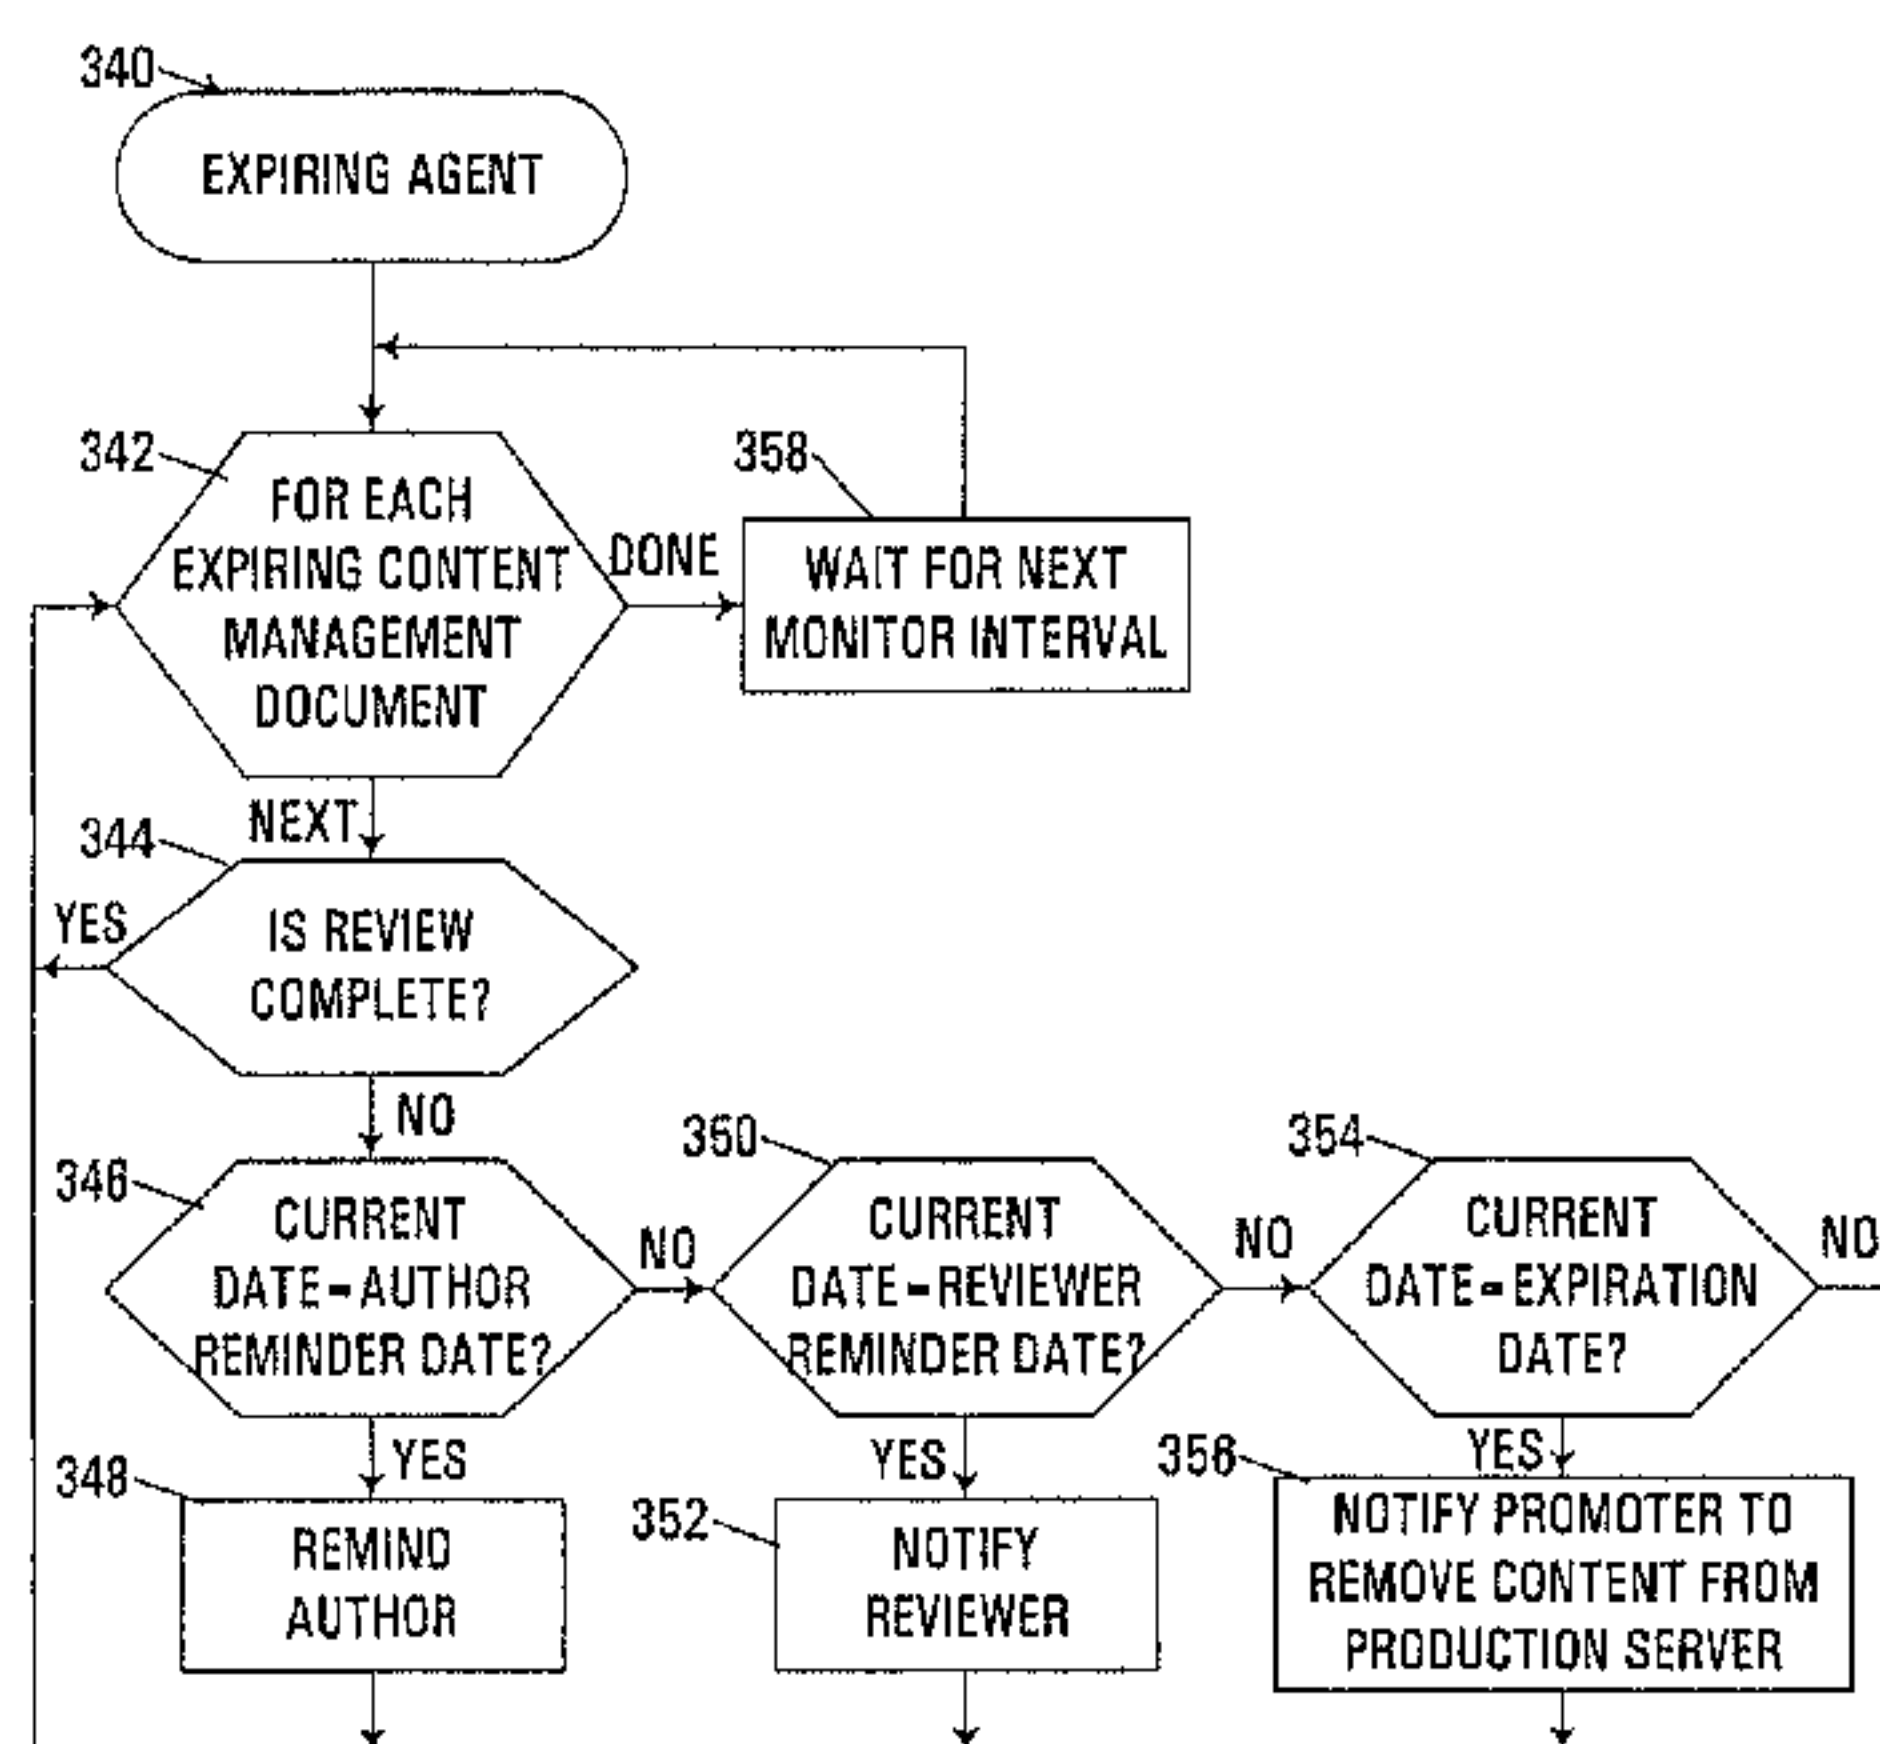 340
EXPIRING AGENT
342
FOR EACH
EXPIRING CONTENT
MANAGEMENT
DOCUMENT
DONE
358
WAIT FOR NEXT
MONITOR INTERVAL
NEXT
344
YES
IS REVIEW
COMPLETE?
NO
346
CURRENT
DATE=AUTHOR
REMINDER DATE?
NO
350
CURRENT
DATE=REVIEWER
REMINDER DATE?
NO
354
CURRENT
DATE=EXPIRATION
DATE?
NO
YES
348
REMIND
AUTHOR
YES
352
NOTIFY
REVIEWER
YES
356
NOTIFY PROMOTER TO
REMOVE CONTENT FROM
PRODUCTION SERVER